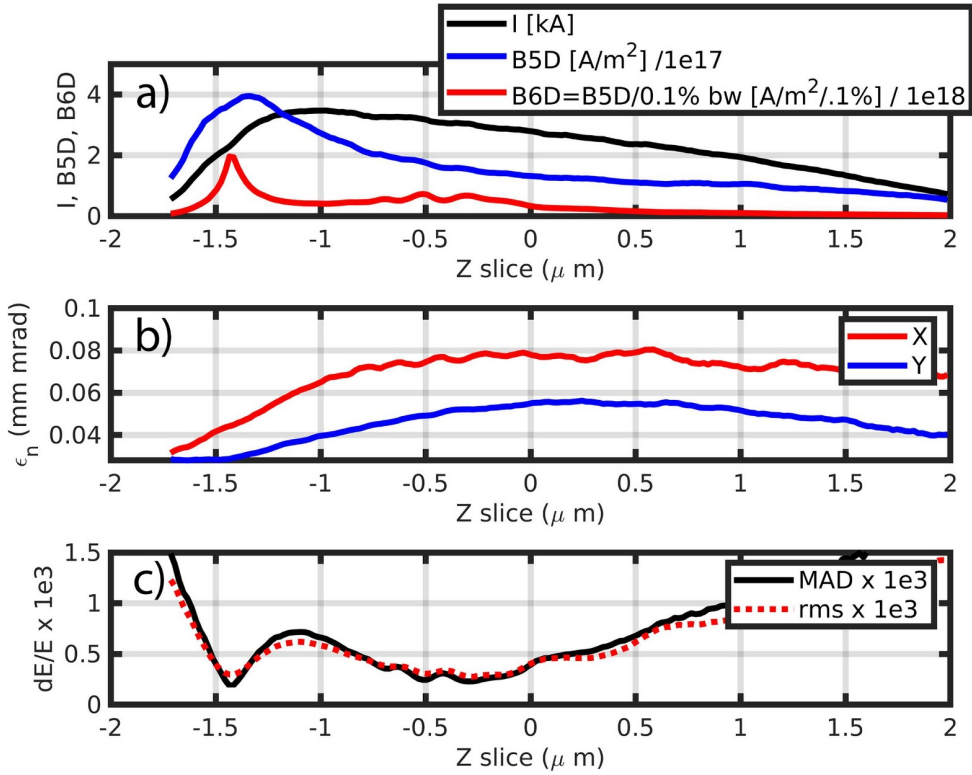 I [kA]
B5D [A/m²] /1e17
B6D=B5D/0.1% bw [A/m²/.1%] / 1e18
a)
I, B5D, B6D
4
2
0
-2 -1.5 -1 -0.5 0 0.5 1 1.5 2
Z slice (μ m)
b)
X
Y
ϵₙ (mm mrad)
0.1
0.08
0.06
0.04
-2 -1.5 -1 -0.5 0 0.5 1 1.5 2
Z slice (μ m)
c)
MAD x 1e3
rms x 1e3
dE/E x 1e3
1.5
1
0.5
0
-2 -1.5 -1 -0.5 0 0.5 1 1.5 2
Z slice (μ m)